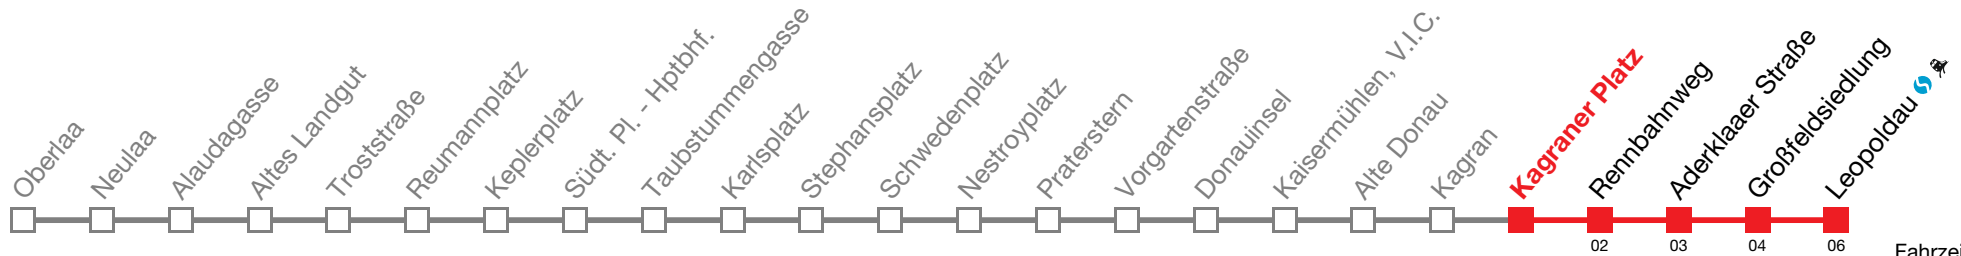 Oberlaa
Neulaa
Alaudagasse
Altes Landgut
Troststraße
Reumannplatz
Keplerplatz
Südt. Pl. - Hptbhf.
Taubstummengasse
Karlsplatz
Stephansplatz
Schwedenplatz
Nestroyplatz
Praterstern
Vorgartenstraße
Donauinsel
Kaisermühlen, V.I.C.
Alte Donau
Kagran
Kagraner Platz
Rennbahnweg
Aderklaaer Straße
Großfeldsiedlung
Leopoldau
02 03 04 06
Fahrzei